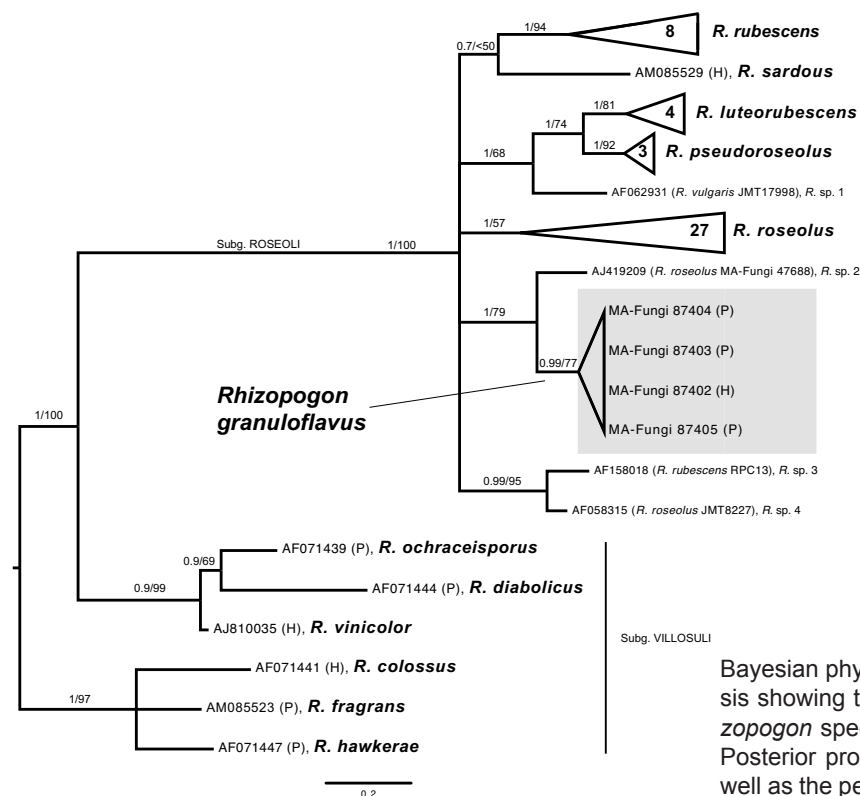 1/94
8
R. rubescens
0.7/<50
AM085529 (H), R. sardous
1/81
4
R. luteorubescens
1/74
1/92
3
R. pseudoroseolus
1/68
AF062931 (R. vulgaris JMT17998), R. sp. 1
1/57
27
R. roseolus
Subg. ROSEOLI
1/100
AJ419209 (R. roseolus MA-Fungi 47688), R. sp. 2
1/79
MA-Fungi 87404 (P)
MA-Fungi 87403 (P)
0.99/77
MA-Fungi 87402 (H)
MA-Fungi 87405 (P)
Rhizopogon
granuloflavus
1/100
AF158018 (R. rubescens RPC13), R. sp. 3
0.99/95
AF058315 (R. roseolus JMT8227), R. sp. 4
AF071439 (P), R. ochraceisporus
0.9/69
AF071444 (P), R. diabolicus
0.9/99
AJ810035 (H), R. vinicolor
Subg. VILLOSULI
AF071441 (H), R. colossus
1/97
AM085523 (P), R. fragrans
AF071447 (P), R. hawkerae
0.2
Bayesian phy
sis showing t
zopogon spec
Posterior pro
well as the pe